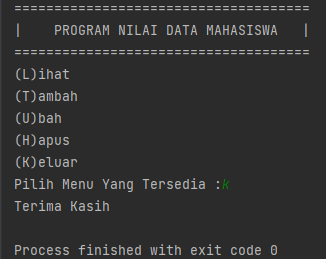 =====================================
|    PROGRAM NILAI DATA MAHASISWA   |
=====================================
(L)ihat
(T)ambah
(U)bah
(H)apus
(K)eluar
Pilih Menu Yang Tersedia :k
Terima Kasih

Process finished with exit code 0